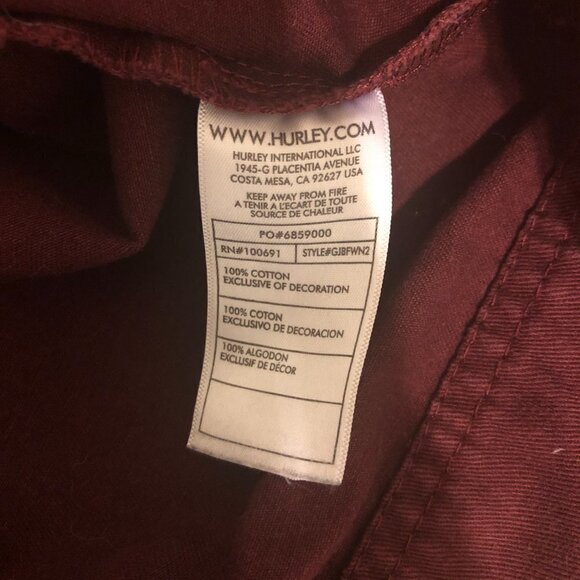 WWW.HURLEY.COM
HURLEY INTERNATIONAL LLC
1945-G PLACENTIA AVENUE
COSTA MESA, CA 92627 USA
KEEP AWAY FROM FIRE
A TENIR A L'ECART DE TOUTE
SOURCE DE CHALEUR
PO#6859000
RN#100691 STYLE#GJBFWN2
100% COTTON
EXCLUSIVE OF DECORATION
100% COTON
EXCLUSIVO DE DECORACION
100% ALGODON
EXCLUSIF DE DÉCOR